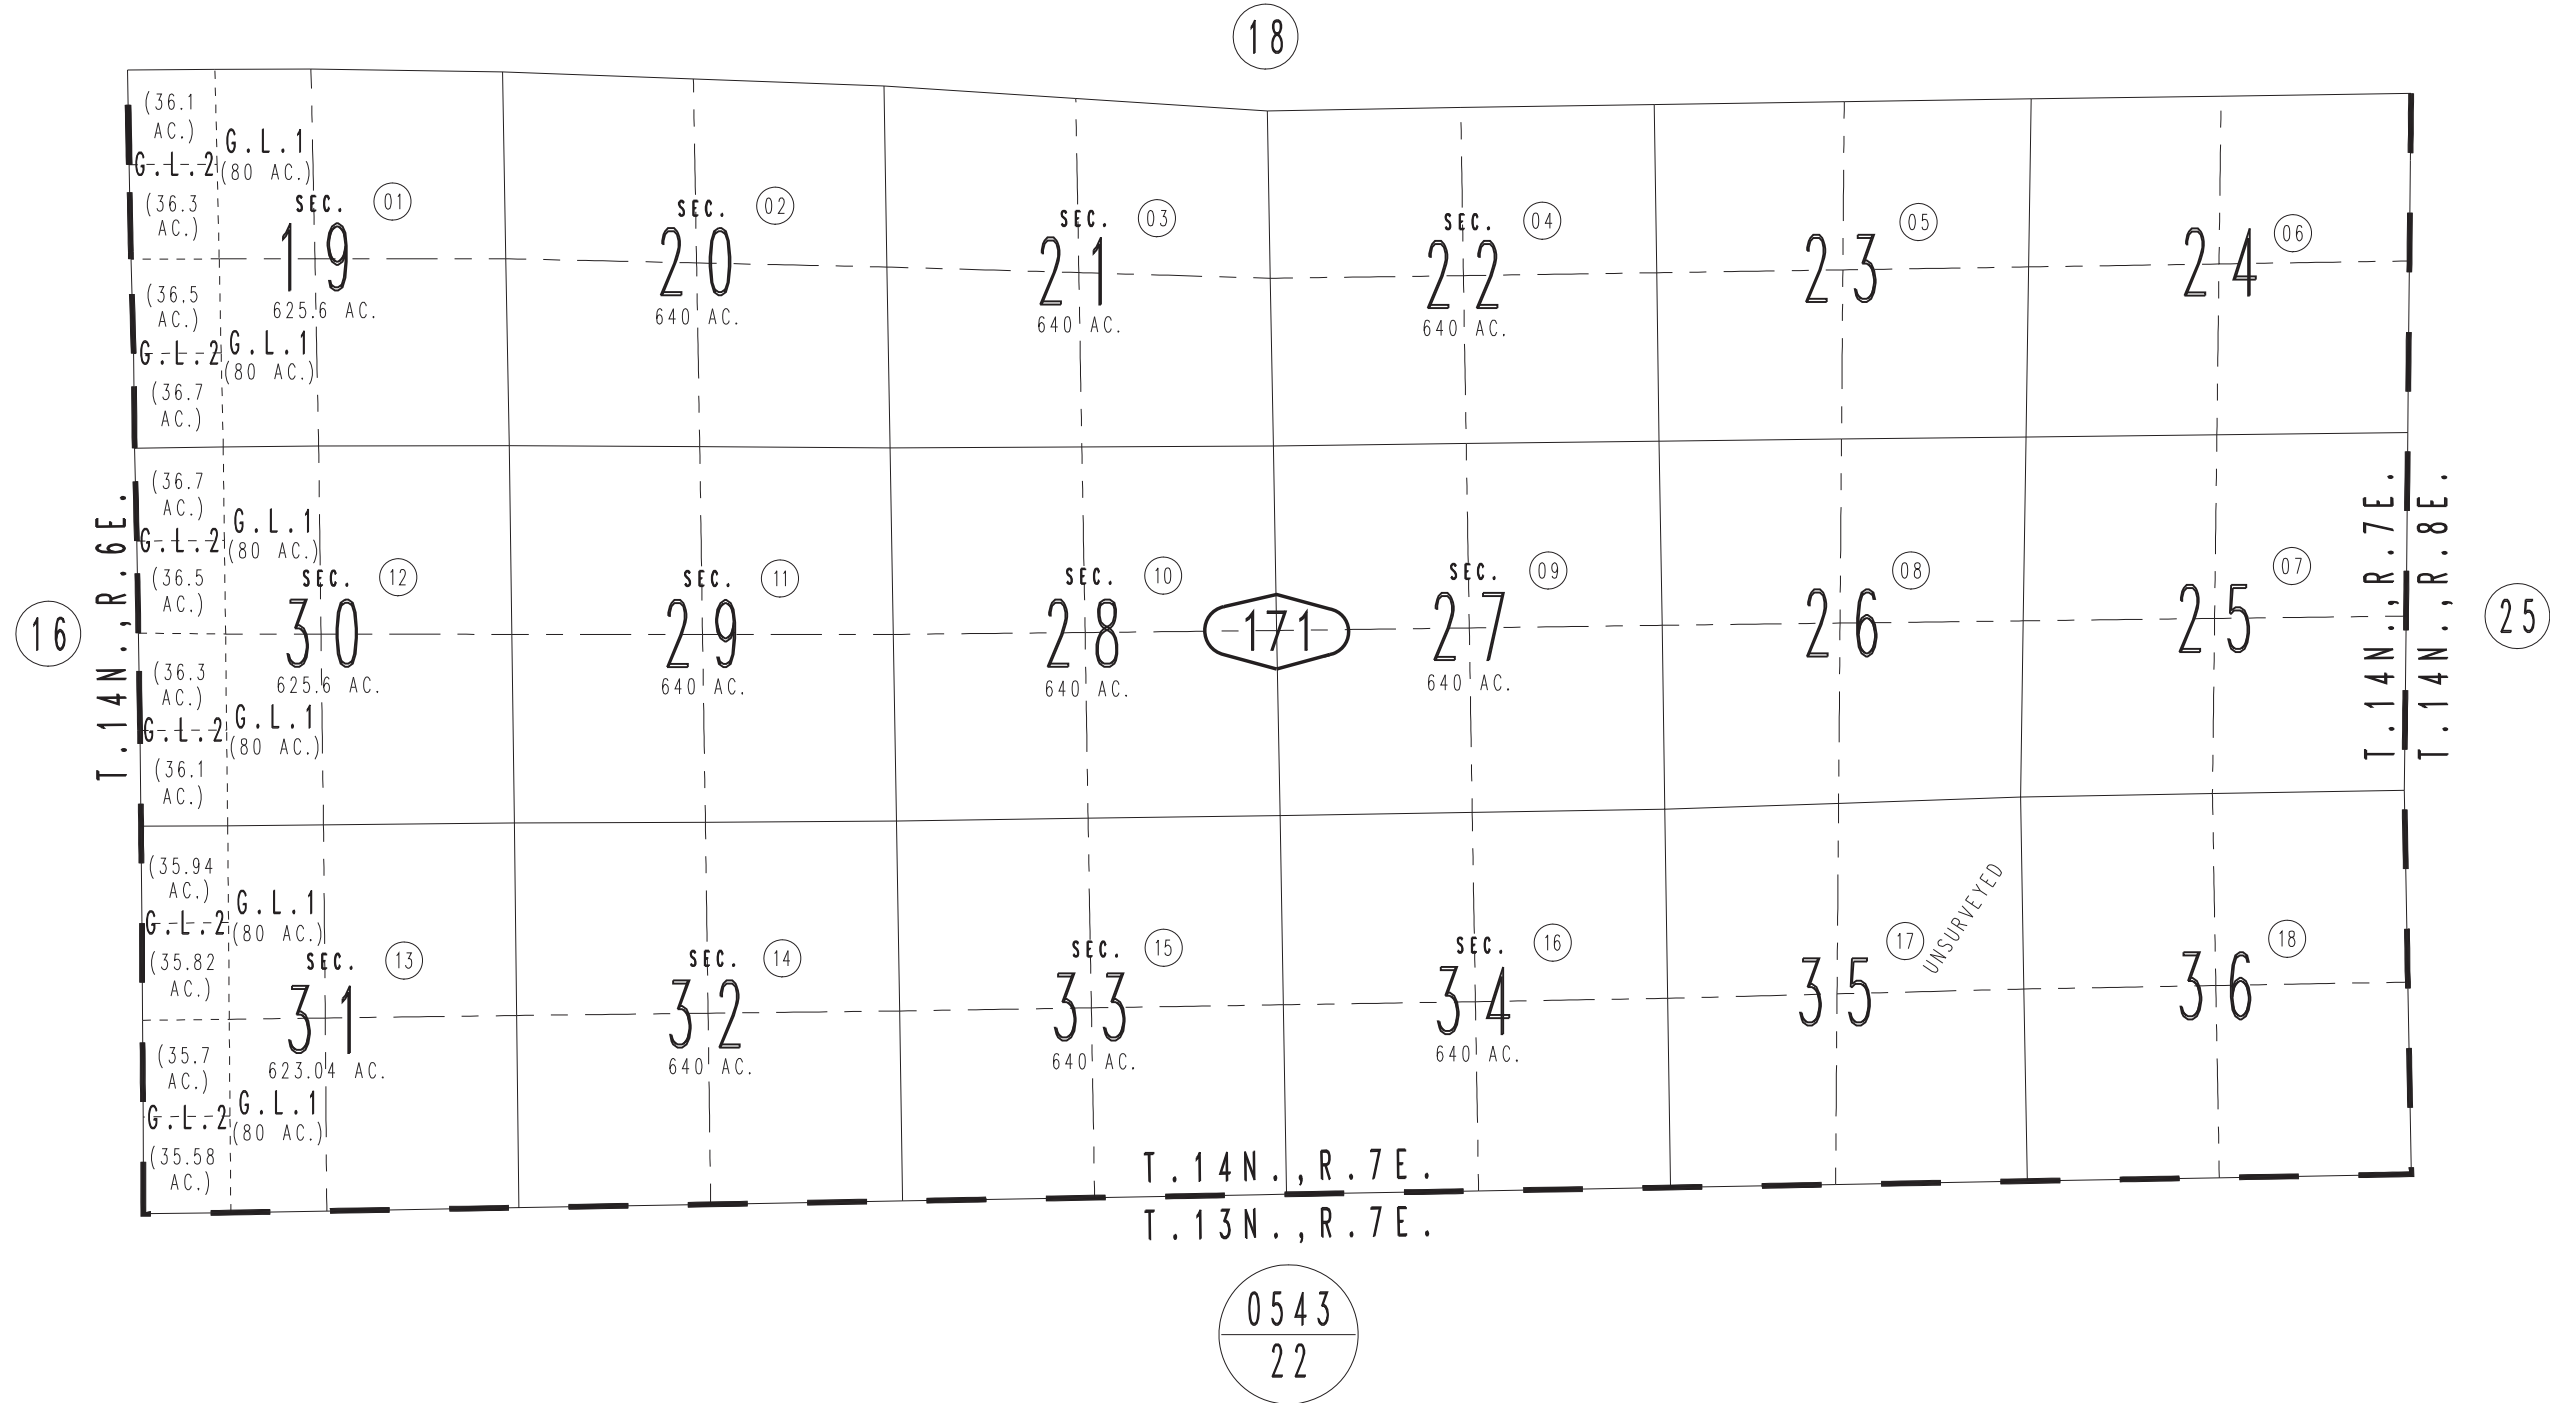 18
(36.1
AC.)
G.L.1
G.L.2
(80 AC.)
(36.3
AC.)
SEC.
01
19
625.6 AC.
(36.5
AC.)
G.L.1
G.L.2
(80 AC.)
(36.7
AC.)
SEC.
02
20
640 AC.
SEC.
03
21
640 AC.
SEC.
04
22
640 AC.
05
23
06
24
(36.7
AC.)
G.L.1
G.L.2
(80 AC.)
(36.5
AC.)
SEC.
12
30
625.6 AC.
(36.3
AC.)
G.L.1
G.L.2
(80 AC.)
(36.1
AC.)
SEC.
11
29
640 AC.
SEC.
10
28
640 AC.
171
SEC.
09
27
640 AC.
08
26
07
25
16
T.14N.,R.6E.
T.14N.,R.7E.
T.14N.,R.8E.
25
(35.94
AC.)
G.L.1
G.L.2
(80 AC.)
(35.82
AC.)
SEC.
13
31
623.04 AC.
(35.7
AC.)
G.L.1
G.L.2
(80 AC.)
(35.58
AC.)
SEC.
14
32
640 AC.
SEC.
15
33
640 AC.
SEC.
16
34
640 AC.
17
UNSURVEYED
35
18
36
T.14N.,R.7E.
T.13N.,R.7E.
0543
22